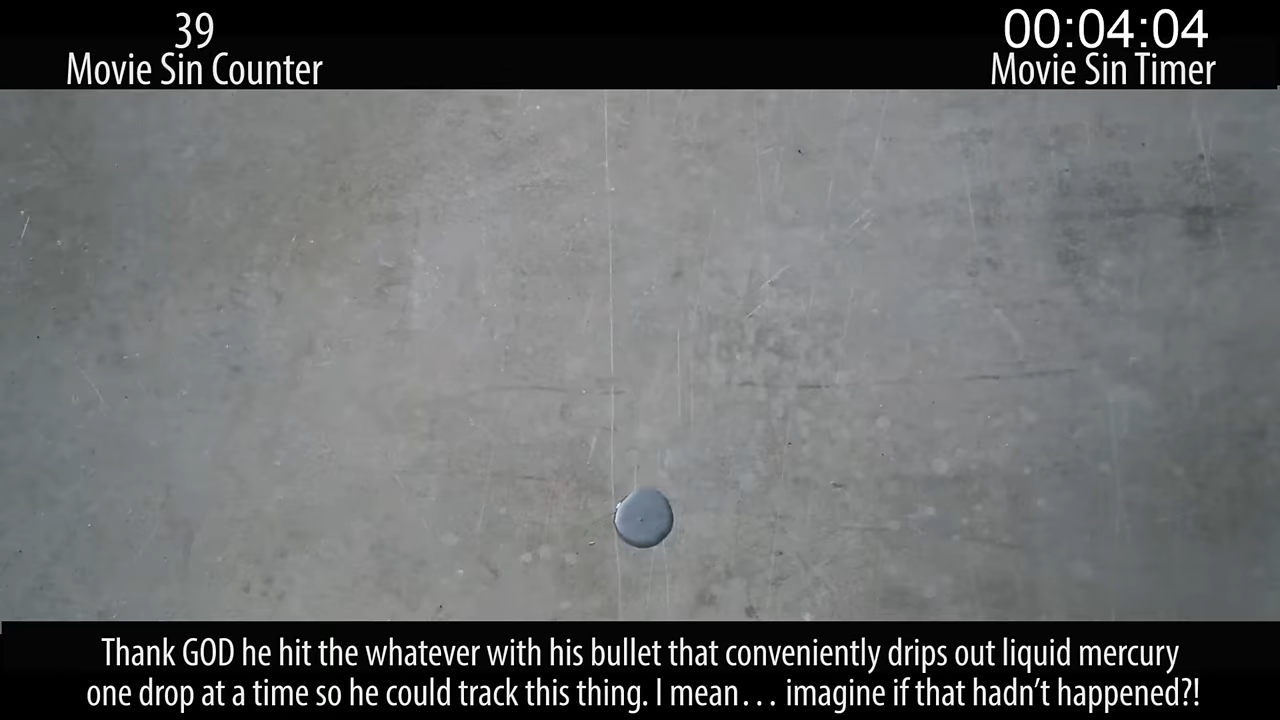 39
Movie Sin Counter
00:04:04
Movie Sin Timer
Thank GOD he hit the whatever with his bullet that conveniently drips out liquid mercury
one drop at a time so he could track this thing. I mean… imagine if that hadn't happened?!